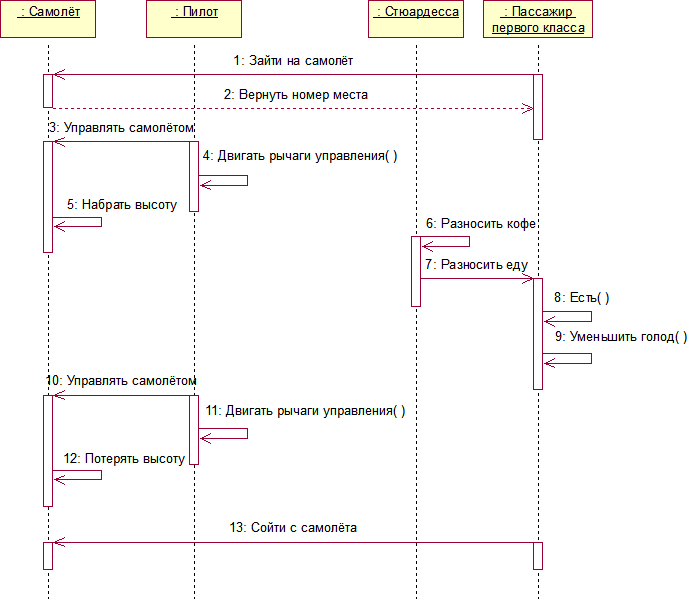 : Самолёт
: Пилот
: Стюардесса
: Пассажир
первого класса
1: Зайти на самолёт
2: Вернуть номер места
3: Управлять самолётом
4: Двигать рычаги управления( )
5: Набрать высоту
6: Разносить кофе
7: Разносить еду
8: Есть( )
9: Уменьшить голод( )
10: Управлять самолётом
11: Двигать рычаги управления( )
12: Потерять высоту
13: Сойти с самолёта